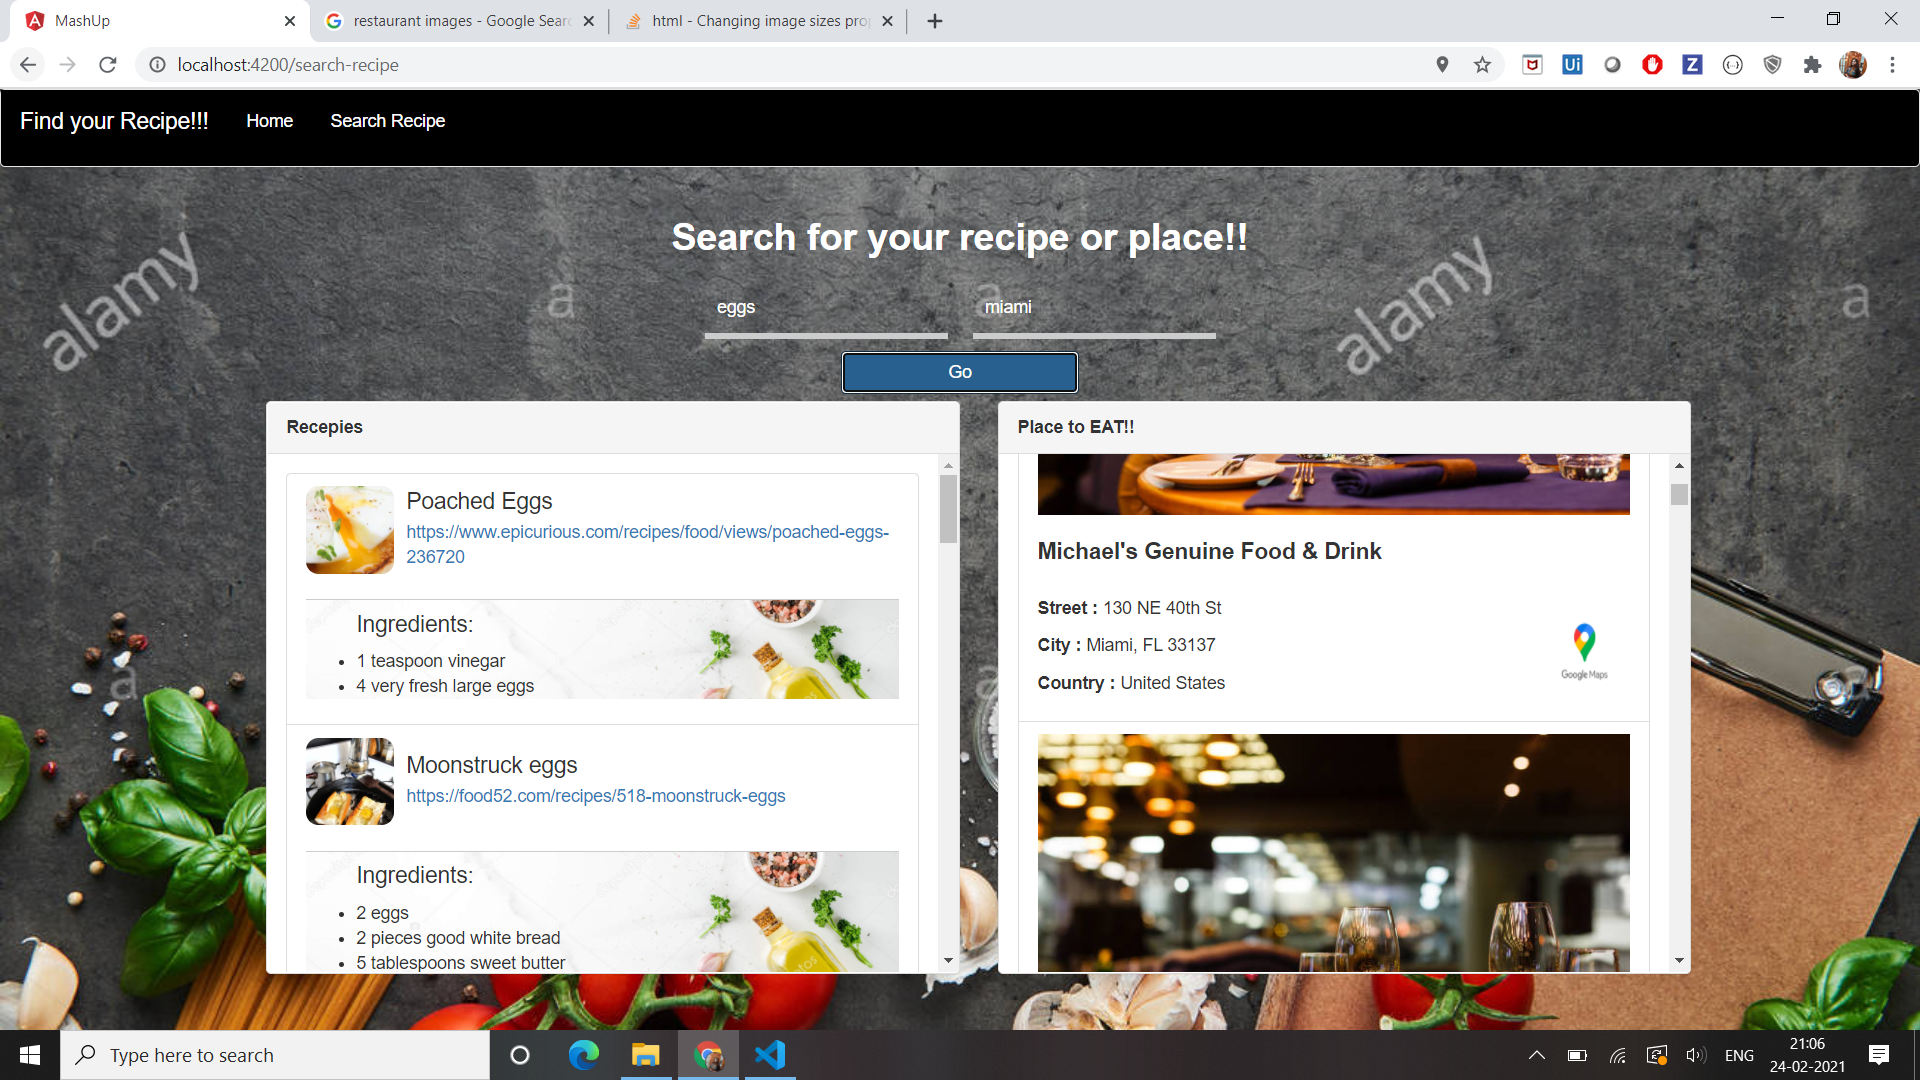 MashUp
restaurant images - Google Sear
html - Changing image sizes pro
localhost:4200/search-recipe
Ui
Z
Find your Recipe!!!
Home
Search Recipe
alamy
a
a
alamy
a
Search for your recipe or place!!
eggs
miami
Go
Recepies
Poached Eggs
https://www.epicurious.com/recipes/food/views/poached-eggs-
236720
Ingredients:
1 teaspoon vinegar
4 very fresh large eggs
Moonstruck eggs
https://food52.com/recipes/518-moonstruck-eggs
Ingredients:
2 eggs
2 pieces good white bread
5 tablespoons sweet butter
Place to EAT!!
Michael's Genuine Food & Drink
Street : 130 NE 40th St
City : Miami, FL 33137
Country : United States
Google Maps
a
a
Type here to search
ENG
21:06
24-02-2021